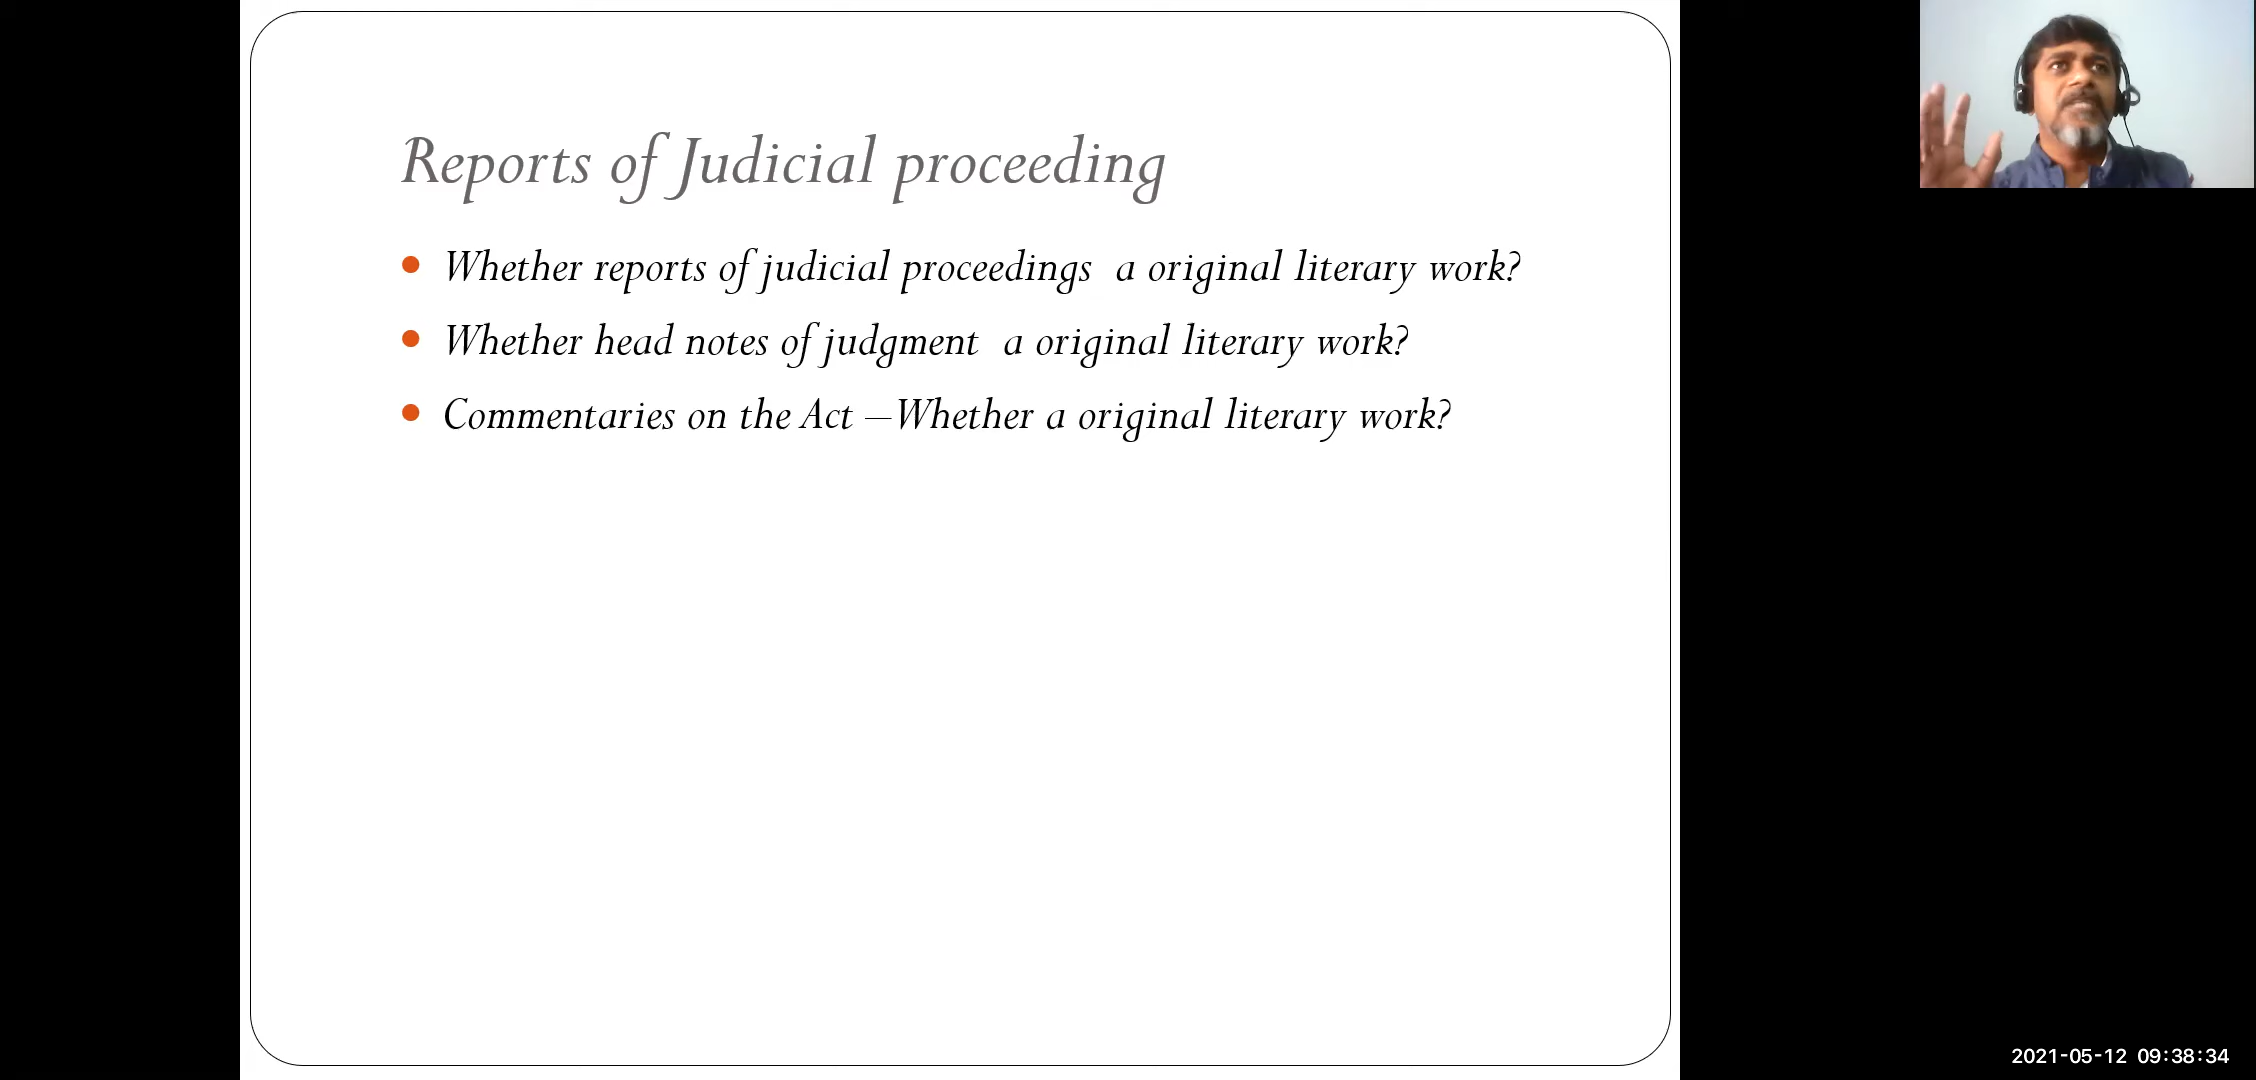 Reports of Judicial proceeding
Whether reports of judicial proceedings a original literary work?
Whether head notes of judgment a original literary work?
Commentaries on the Act –Whether a original literary work?
2021-05-12 09:38:34